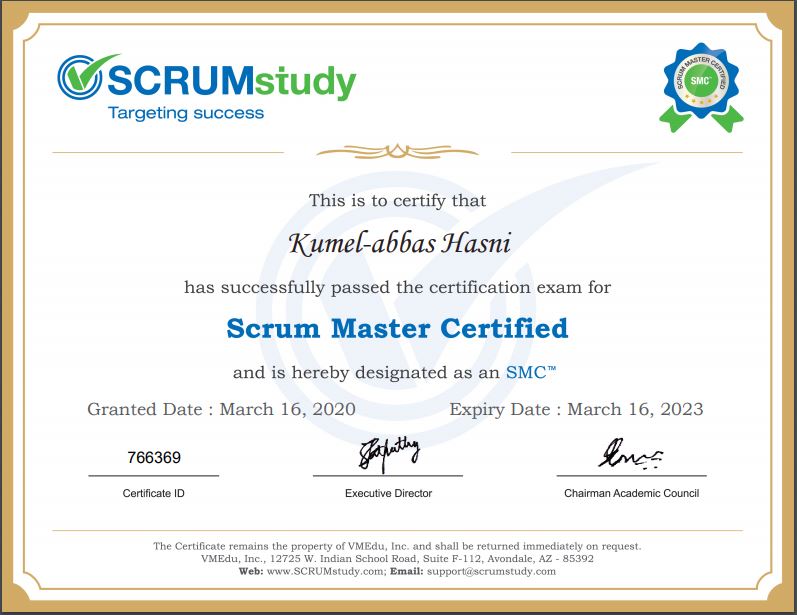 SCRUMstudy
Targeting success
SCRUM MASTER CERTIFIED
SMC™
This is to certify that
Kumel-abbas Hasni
has successfully passed the certification exam for
Scrum Master Certified
and is hereby designated as an SMC™
Granted Date : March 16, 2020 Expiry Date : March 16, 2023
766369
Certificate ID Executive Director Chairman Academic Council
The Certificate remains the property of VMEdu, Inc. and shall be returned immediately on request.
VMEdu, Inc., 12725 W. Indian School Road, Suite F-112, Avondale, AZ - 85392
Web: www.SCRUMstudy.com; Email: support@scrumstudy.com